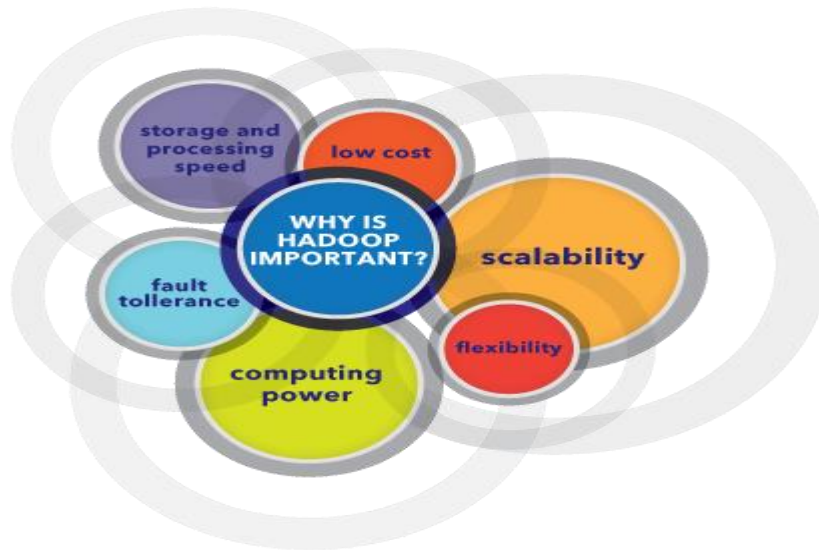 storage and
processing
speed
low cost
WHY IS
HADOOP
IMPORTANT?
scalability
fault
tollerance
flexibility
computing
power